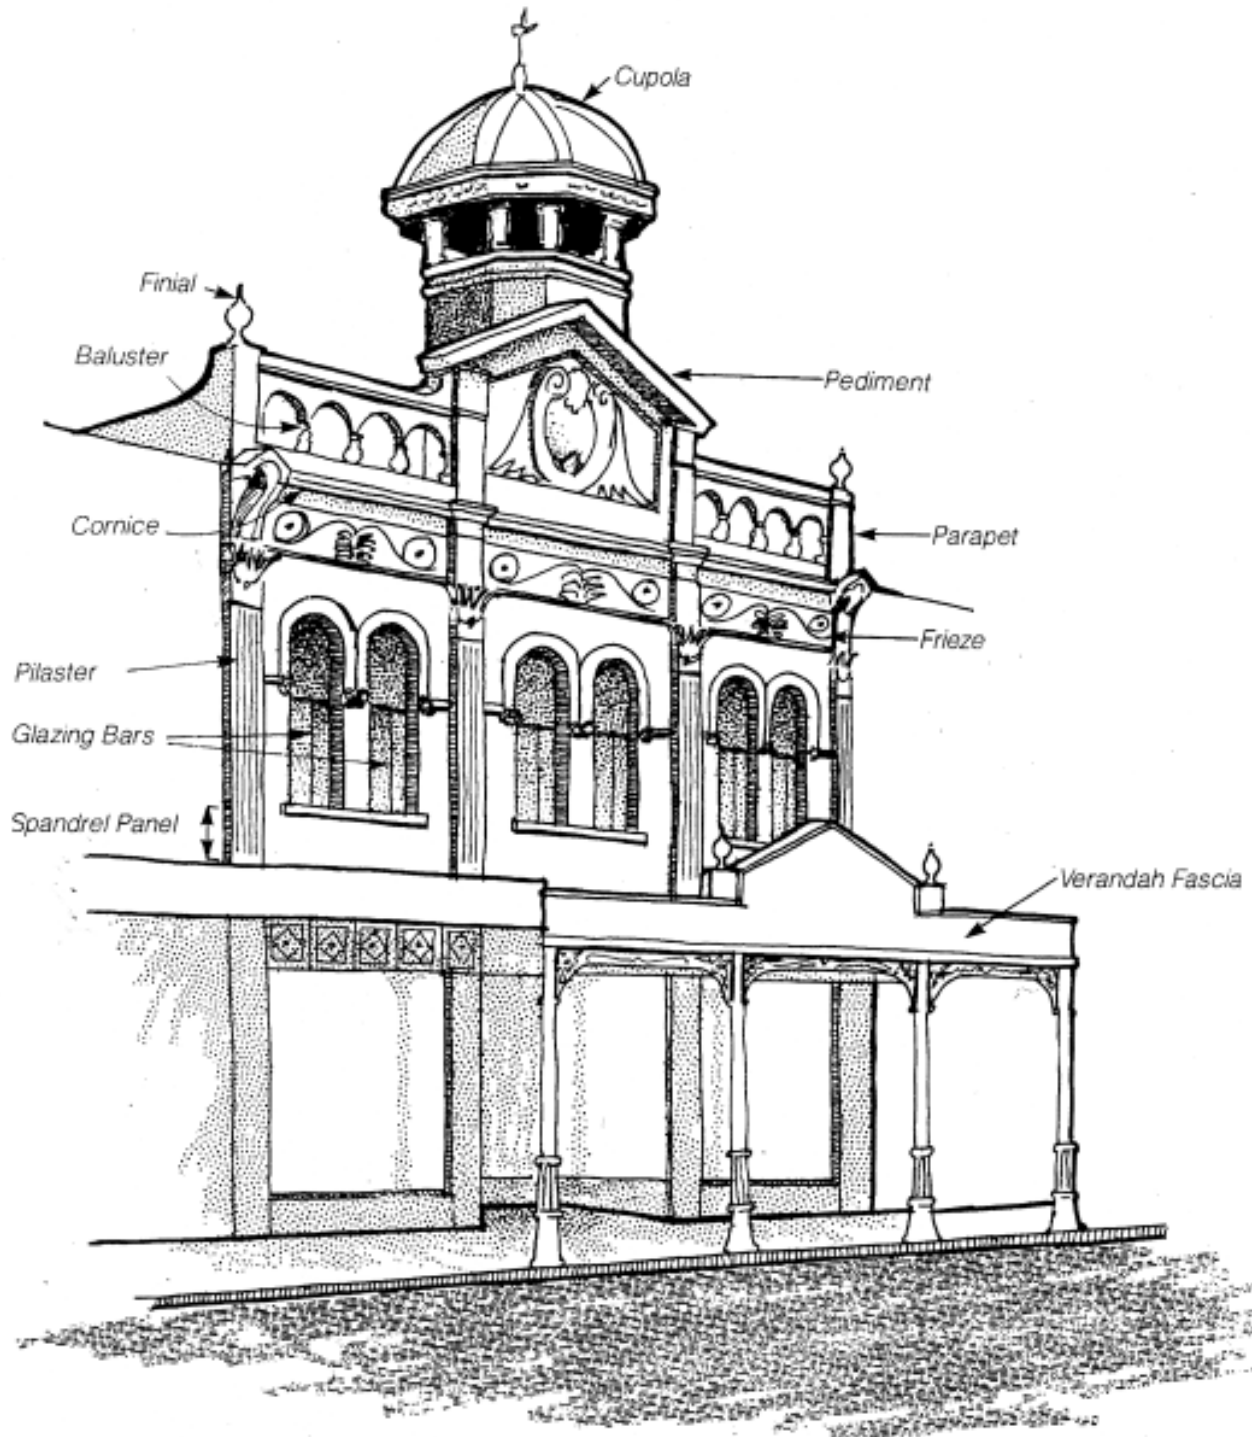 Cupola
Finial
Baluster
Pediment
Cornice
Parapet
Frieze
Pilaster
Glazing Bars
Spandrel Panel
Verandah Fascia